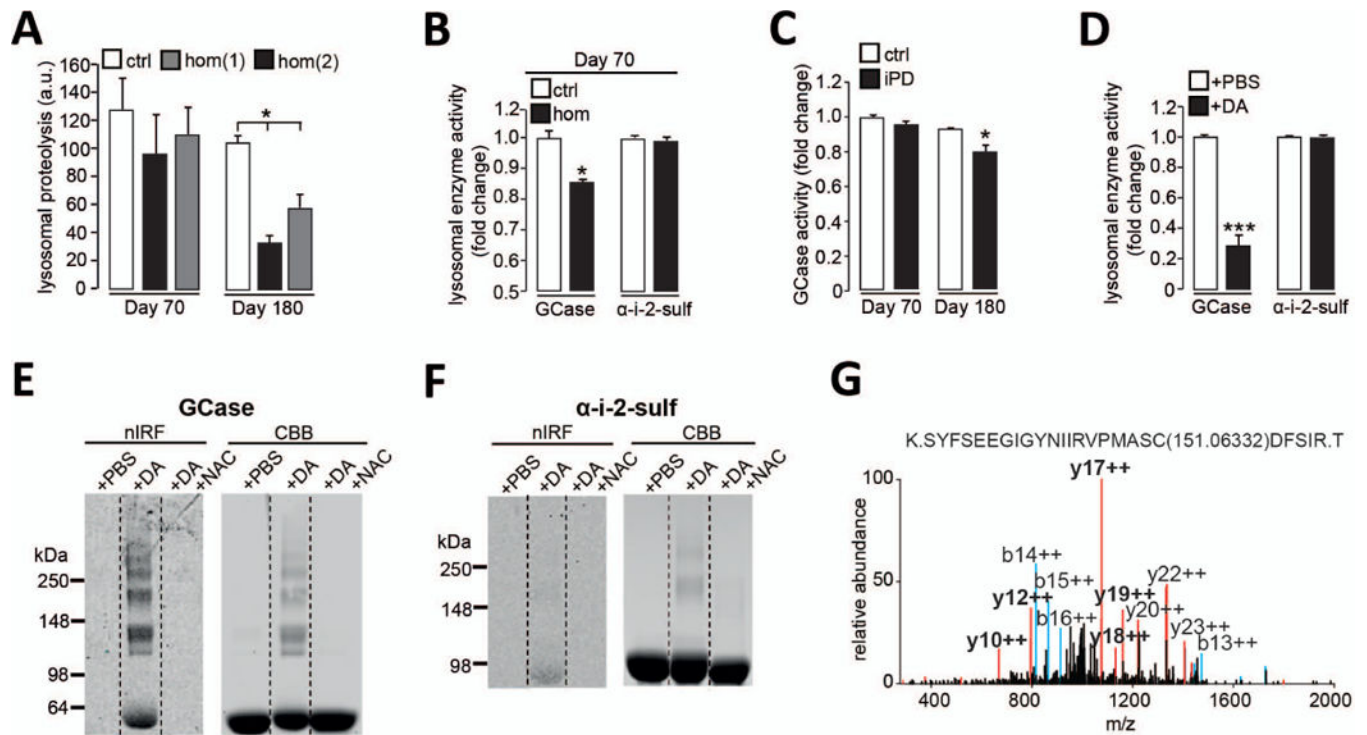 A
ctrl hom(1) hom(2)
lysosomal proteolysis (a.u.)
160
140
120
100
80
60
40
20
0
*
Day 70 Day 180
B
Day 70
ctrl
hom
lysosomal enzyme activity
(fold change)
1.2
1.1
1.0
0.9
0.8
0.7
0.6
0.5
*
GCase α-i-2-sulf
C
ctrl
iPD
GCase activity (fold change)
1.2
1.0
0.8
0.6
0.4
0.2
0
*
Day 70 Day 180
D
+PBS
+DA
lysosomal enzyme activity
(fold change)
1.2
1.0
0.8
0.6
0.4
0.2
0
***
GCase α-i-2-sulf
E
GCase
nIRF CBB
+PBS +DA +DA +NAC +PBS +DA +DA +NAC
kDa
250
148
98
64
F
α-i-2-sulf
nIRF CBB
+PBS +DA +DA +NAC +PBS +DA +DA +NAC
kDa
250
148
98
G
K.SYFSEEGIGYNIIRVPMASC(151.06332)DFSIR.T
relative abundance
100
50
0
y17++
b14++
b15++
y22++
y12++
y19++
b16++
y20++
y10++
y18++
y23++
b13++
400 800 1200 1600 2000
m/z